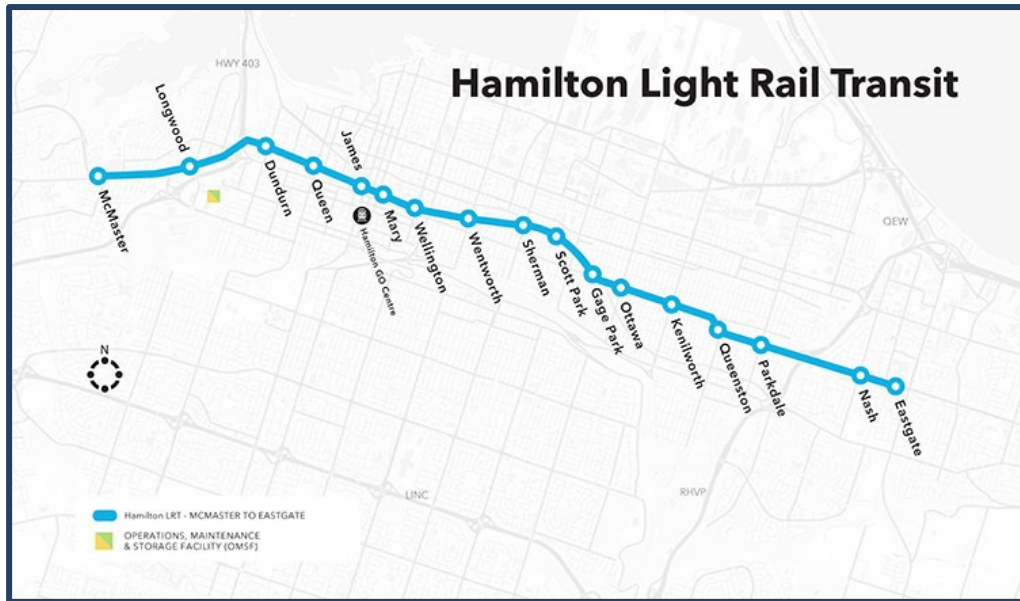 Hamilton Light Rail Transit
HWY 403
QEW
McMaster
Longwood
Dundurn
Queen
James
Hamilton GO Centre
Mary
Wellington
Wentworth
Sherman
Scott Park
Gage Park
Ottawa
Kenilworth
Queenston
Parkdale
Nash
Eastgate
N
LINC
RHVP
Hamilton LRT - MCMASTER TO EASTGATE
OPERATIONS, MAINTENANCE
& STORAGE FACILITY (OMSF)